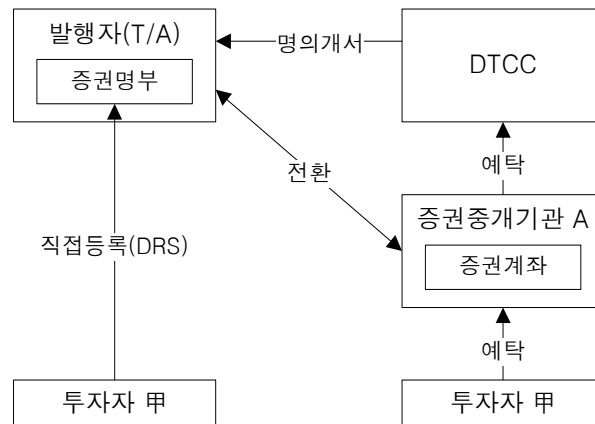 발행자(T/A)
증권명부
명의개서
DTCC
전환
예탁
증권중개기관 A
증권계좌
직접등록(DRS)
예탁
투자자 甲
투자자 甲